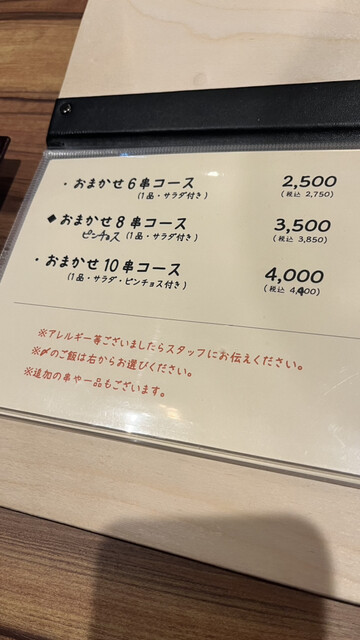 ・おまかせ6串コース 2,500
(1品・サラダ付き) (税込 2,750)
◆おまかせ8串コース 3,500
ピンチョス (1品・サラダ付き) (税込 3,850)
・おまかせ10串コース 4,000
(1品・サラダ・ピンチョス付き) (税込 4,400)
※アレルギー等ございましたらスタッフにお伝えください。
※〆のご飯は右からお選びください。
※追加の串や一品もございます。